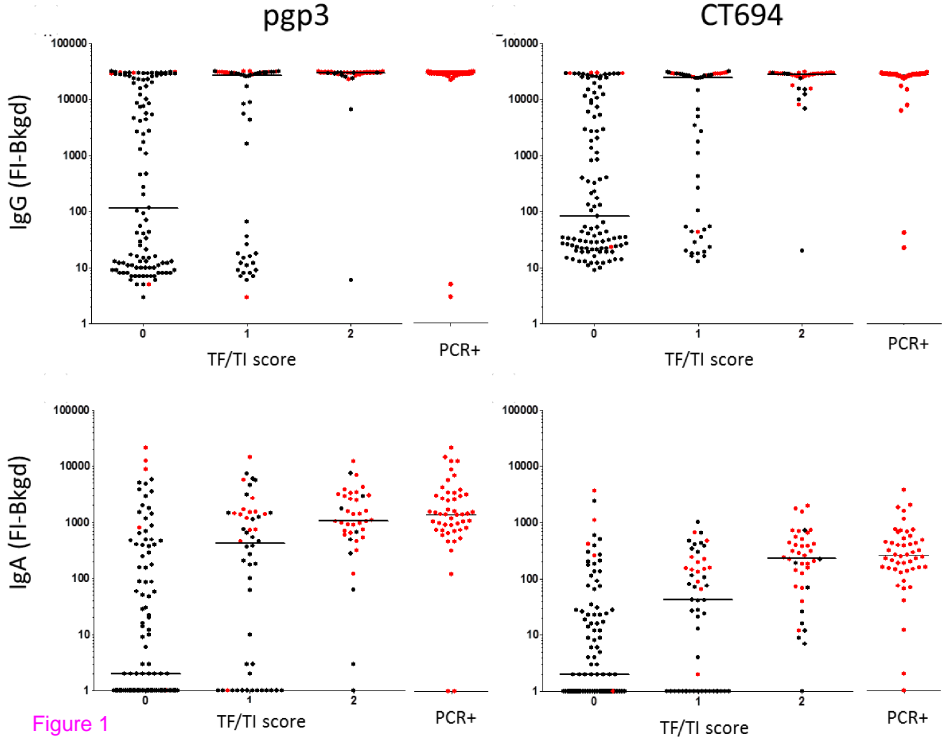 pgp3
CT694
IgG (FI-Bkgd)
100000
10000
1000
100
10
1
0
1
2
PCR+
TF/TI score
100000
10000
1000
100
10
1
0
1
2
PCR+
TF/TI score
IgA (FI-Bkgd)
100000
10000
1000
100
10
1
0
1
2
PCR+
TF/TI score
100000
10000
1000
100
10
1
0
1
2
PCR+
TF/TI score
Figure 1